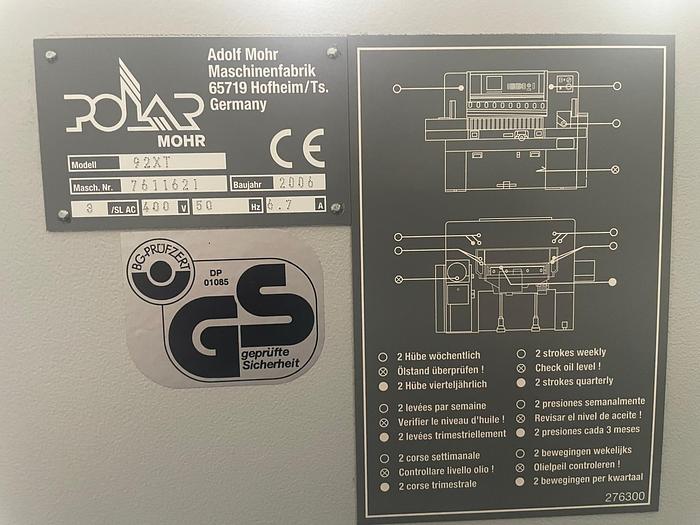 POLAR
MOHR
Adolf Mohr
Maschinenfabrik
65719 Hofheim/Ts.
Germany
CE
Modell 92XT
Masch. Nr. 7611621 Baujahr 2006
3 /SL AC 400 V 50 Hz 6.7 A
BG-PRÜFZERT
DP
01085
GS
geprüfte
Sicherheit
2 Hübe wöchentlich
Ölstand überprüfen !
2 Hübe vierteljährlich
2 strokes weekly
Check oil level !
2 strokes quarterly
2 levées par semaine
Verifier le niveau d'huile !
2 levées trimestriellement
2 presiones semanalmente
Revisar el nivel de aceite !
2 presiones cada 3 meses
2 corse settimanale
Controllare livello olio !
2 corse trimestrale
2 bewegingen wekelijks
Olielpeil controleren !
2 bewegingen per kwartaal
276300